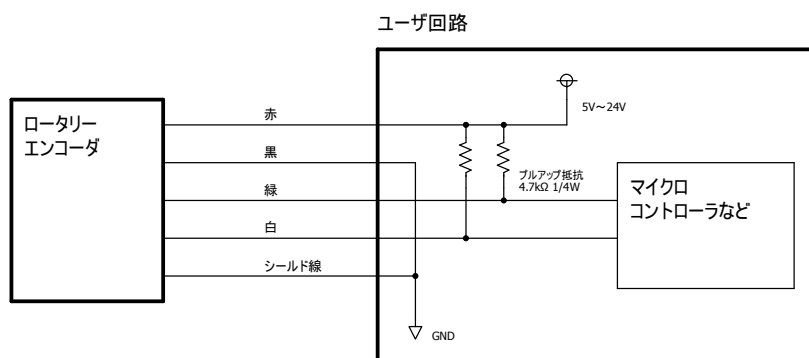 ユーザ回路
ロータリー
エンコーダ
赤
黒
緑
白
シールド線
5V～24V
プルアップ抵抗
4.7kΩ 1/4W
マイクロ
コントローラなど
GND